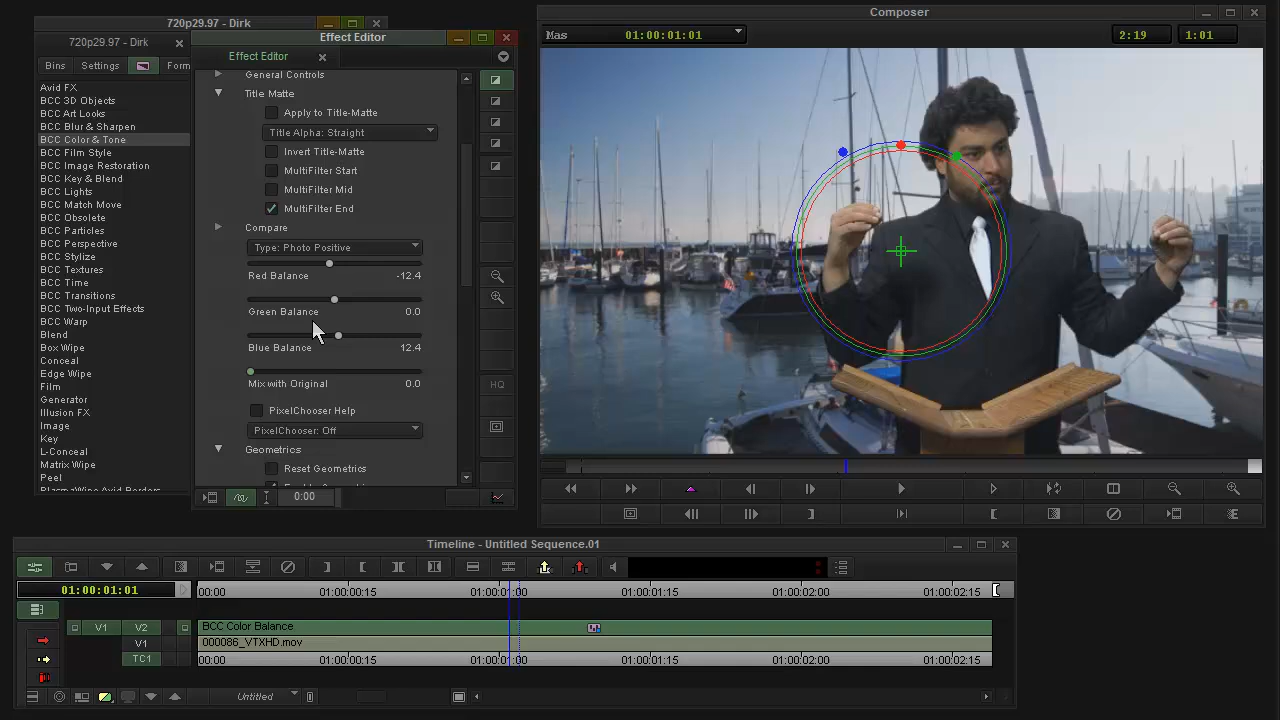 720p29.97 - Dirk
720p29.97 - Dirk
Bins
Settings
Form
Avid FX
BCC 3D Objects
BCC Art Looks
BCC Blur & Sharpen
BCC Color & Tone
BCC Film Style
BCC Image Restoration
BCC Key & Blend
BCC Lights
BCC Match Move
BCC Obsolete
BCC Particles
BCC Perspective
BCC Stylize
BCC Textures
BCC Time
BCC Transitions
BCC Two-Input Effects
BCC Warp
Blend
Box Wipe
Conceal
Edge Wipe
Film
Generator
Illusion FX
Image
Key
L-Conceal
Matrix Wipe
Peel
PlasmaWipe Avid Borders
Effect Editor
Effect Editor
General Controls
Title Matte
Apply to Title-Matte
Title Alpha: Straight
Invert Title-Matte
MultiFilter Start
MultiFilter Mid
MultiFilter End
Compare
Type: Photo Positive
Red Balance -12.4
Green Balance 0.0
Blue Balance 12.4
Mix with Original 0.0
PixelChooser Help
PixelChooser: Off
Geometrics
Reset Geometrics
HQ
0:00
Composer
Mas 01:00:01:01 2:19 1:01
Timeline - Untitled Sequence.01
01:00:01:01
00:00 01:00:00:15 01:00:01:00 01:00:01:15 01:00:02:00 01:00:02:15
V1 V2 BCC Color Balance
V1 000086_VTXHD.mov
TC1 00:00 01:00:00:15 01:00:01:00 01:00:01:15 01:00:02:00 01:00:02:15
Untitled